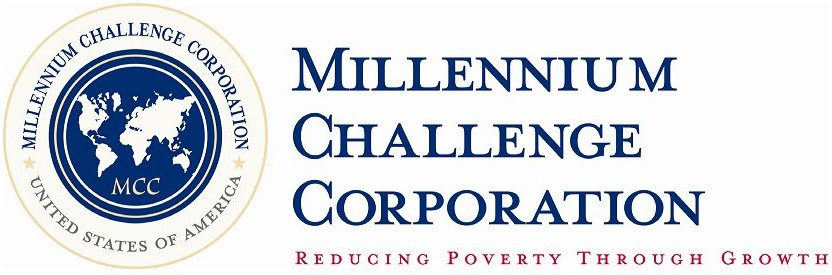 MILLENNIUM CHALLENGE CORPORATION
MCC
UNITED STATES OF AMERICA
MILLENNIUM
CHALLENGE
CORPORATION
REDUCING POVERTY THROUGH GROWTH